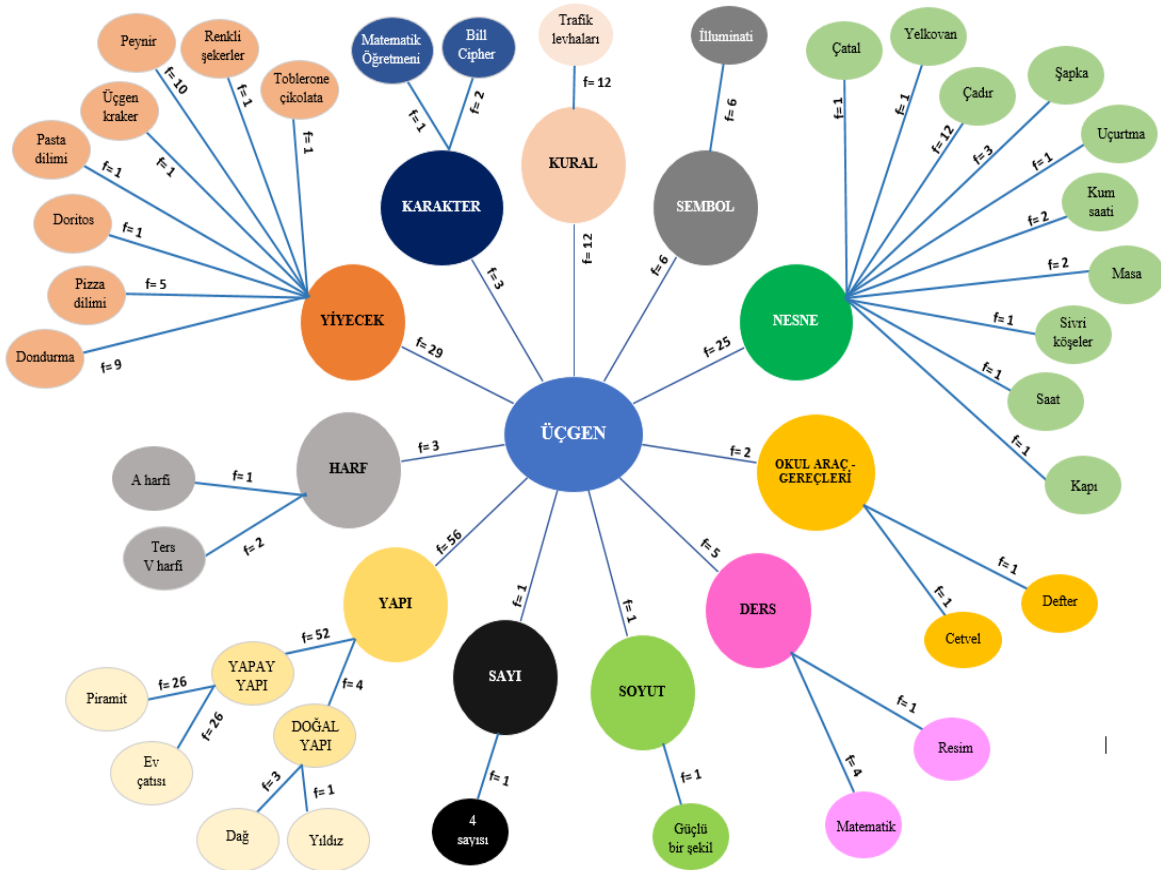 Peynir
Renkli
şekerler
Toblerone
çikolata
Üçgen
kraker
Pasta
dilimi
Doritos
Pizza
dilimi
Dondurma
f= 10
f= 1
f= 1
f= 1
f= 1
f= 1
f= 5
f= 9
YİYECEK
f= 29
Matematik
Öğretmeni
Bill
Cipher
f= 1
f= 2
KARAKTER
f= 3
Trafik
levhaları
f= 12
KURAL
f= 12
İlluminati
f= 6
SEMBOL
f= 6
Çatal
Yelkovan
Çadır
Şapka
Uçurtma
Kum
saati
Masa
Sivri
köşeler
Saat
Kapı
f= 1
f= 1
f= 12
f= 3
f= 1
f= 2
f= 2
f= 1
f= 1
f= 1
NESNE
f= 25
ÜÇGEN
f= 3
HARF
A harfi
f= 1
Ters
V harfi
f= 2
f= 2
OKUL ARAÇ -
GEREÇLERİ
f= 1
Defter
f= 1
Cetvel
f= 56
YAPI
f= 52
YAPAY
YAPI
f= 26
Piramit
f= 26
Ev
çatısı
f= 4
DOĞAL
YAPI
f= 3
Dağ
f= 1
Yıldız
f= 1
SAYI
f= 1
4
sayısı
f= 1
SOYUT
f= 1
Güçlü
bir şekil
f= 5
DERS
f= 1
Resim
f= 4
Matematik